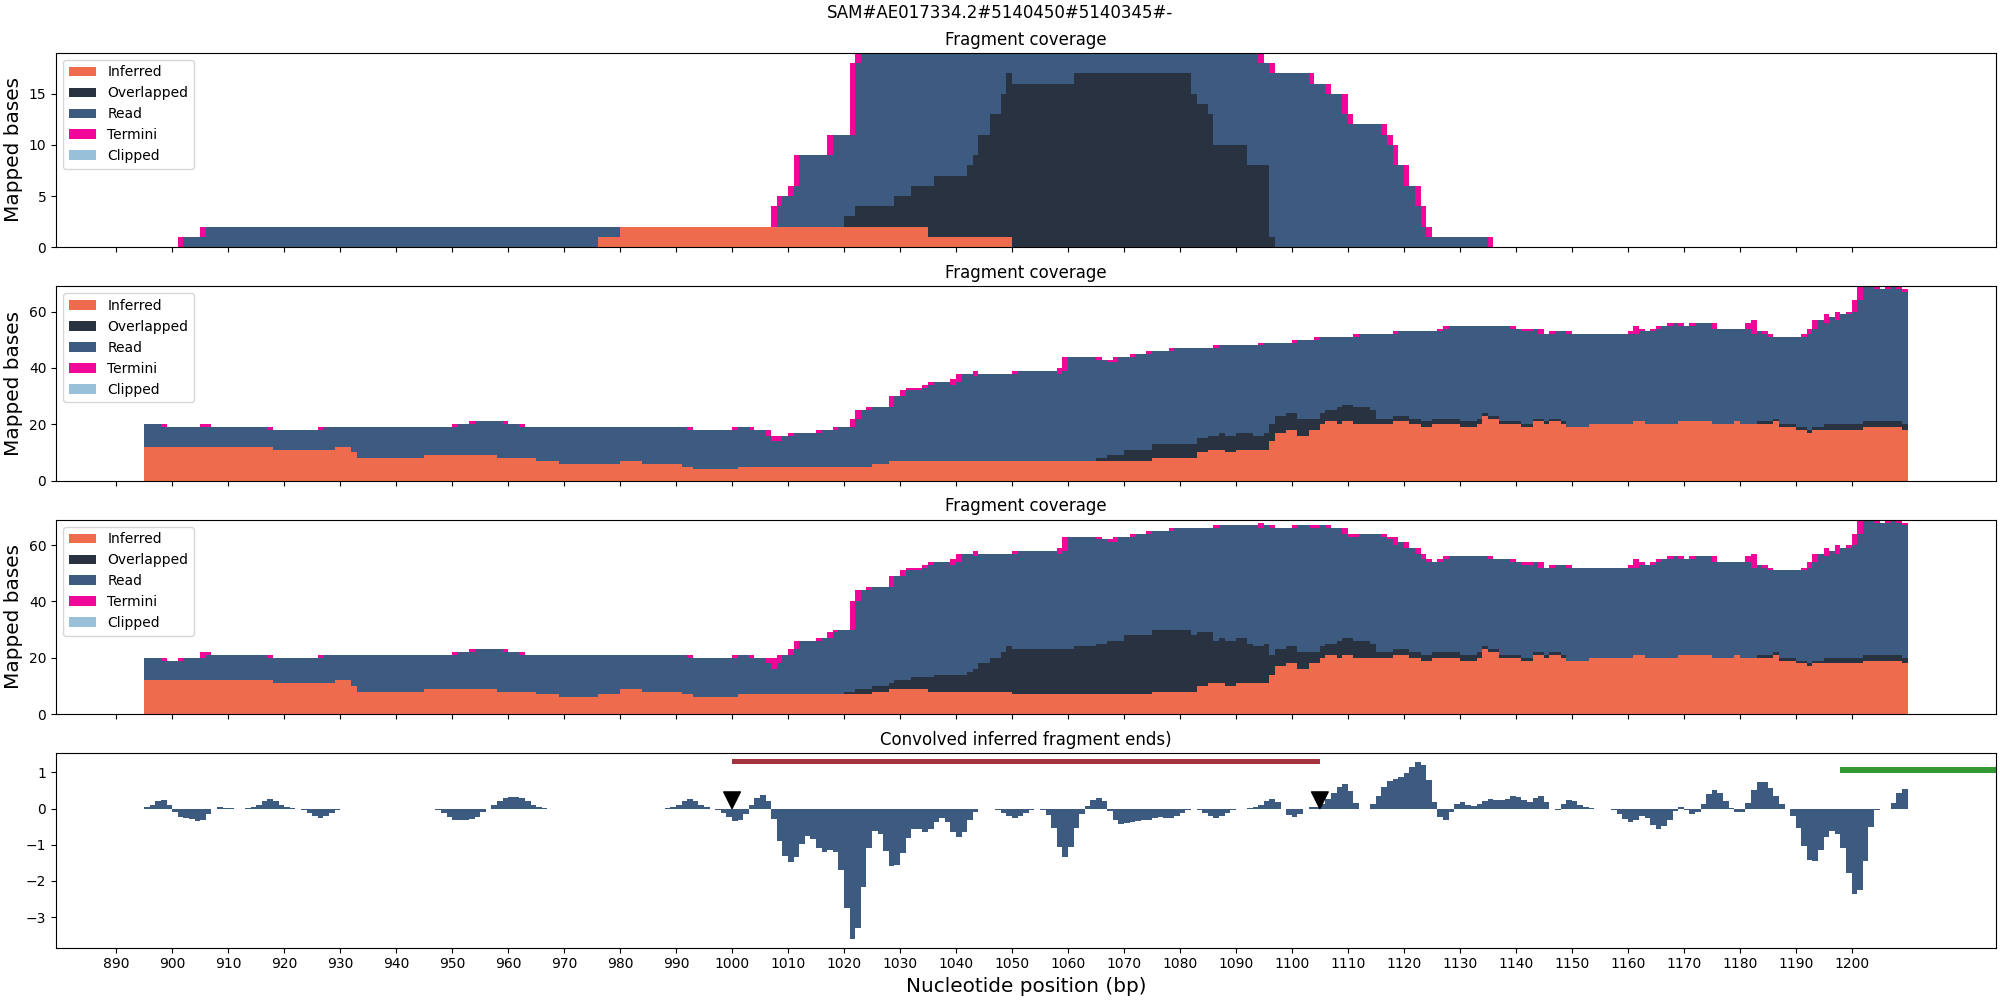 SAM#AE017334.2#5140450#5140345#-
Fragment coverage
Mapped bases
15
10
5
0
Inferred
Overlapped
Read
Termini
Clipped
Fragment coverage
Mapped bases
60
40
20
0
Inferred
Overlapped
Read
Termini
Clipped
Fragment coverage
Mapped bases
60
40
20
0
Inferred
Overlapped
Read
Termini
Clipped
Convolved inferred fragment ends)
1
0
−1
−2
−3
890 900 910 920 930 940 950 960 970 980 990 1000 1010 1020 1030 1040 1050 1060 1070 1080 1090 1100 1110 1120 1130 1140 1150 1160 1170 1180 1190 1200
Nucleotide position (bp)